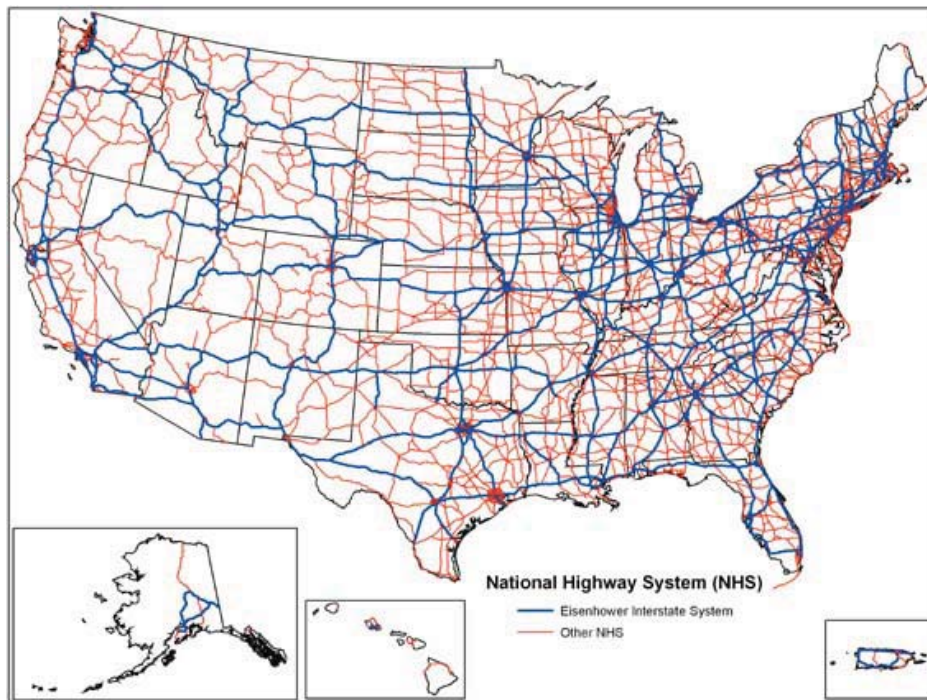 National Highway System (NHS)
Eisenhower Interstate System
Other NHS